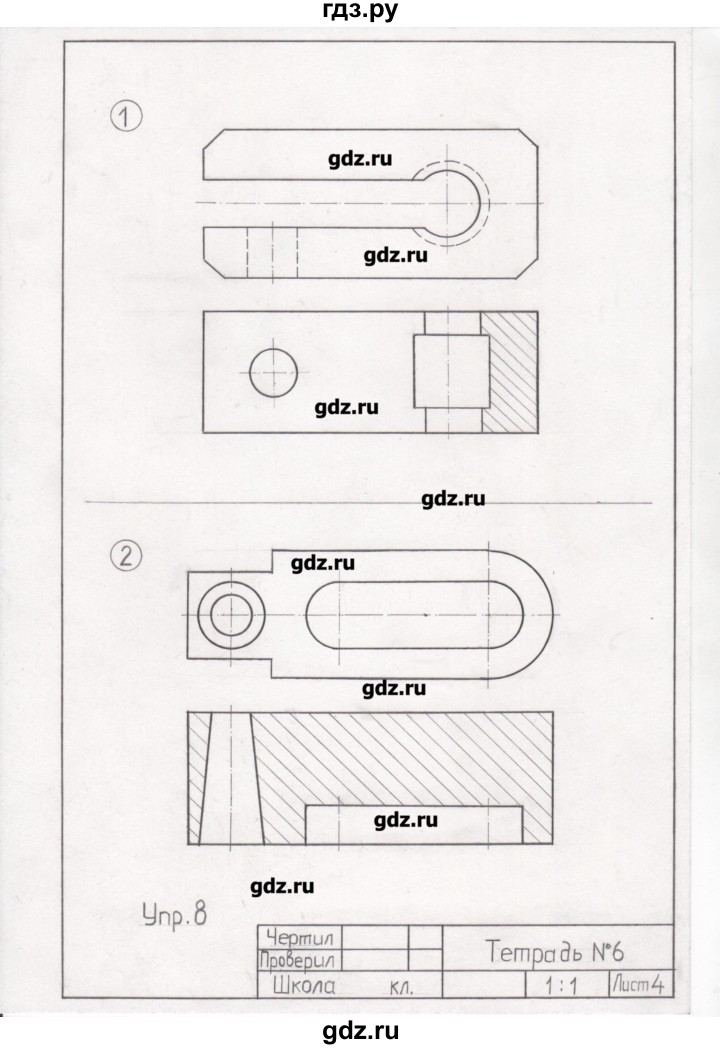 гдз.ру
1
gdz.ru
gdz.ru
gdz.ru
gdz.ru
2
gdz.ru
gdz.ru
gdz.ru
gdz.ru
Упр.8
Чертил
Проверил
Тетрадь №6
Школа кл.
1:1
Лист 4
gdz.ru